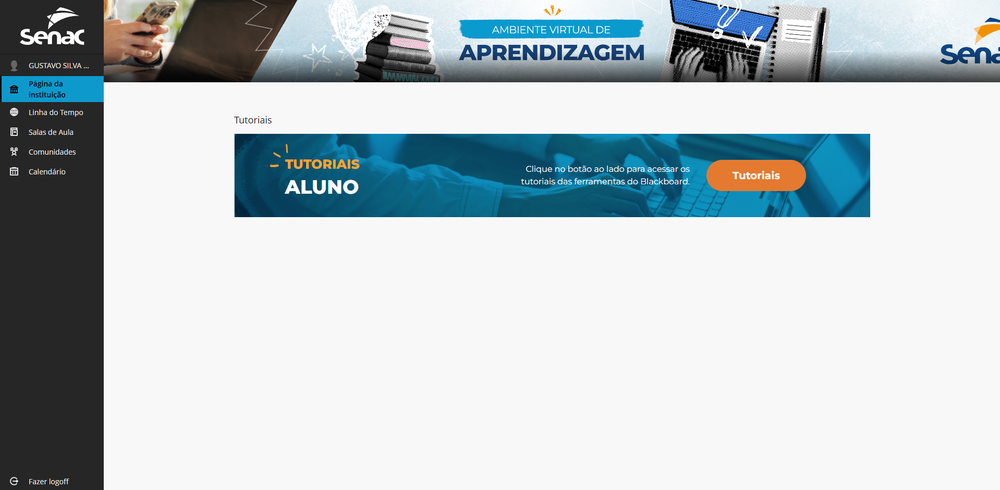 Senac
GUSTAVO SILVA ...
Página da
instituição
Linha do Tempo
Salas de Aula
Comunidades
Calendário
Fazer logoff
AMBIENTE VIRTUAL DE
APRENDIZAGEM
Tutoriais
TUTORIAIS
ALUNO
Clique no botão ao lado para acessar os
tutoriais das ferramentas do Blackboard.
Tutoriais